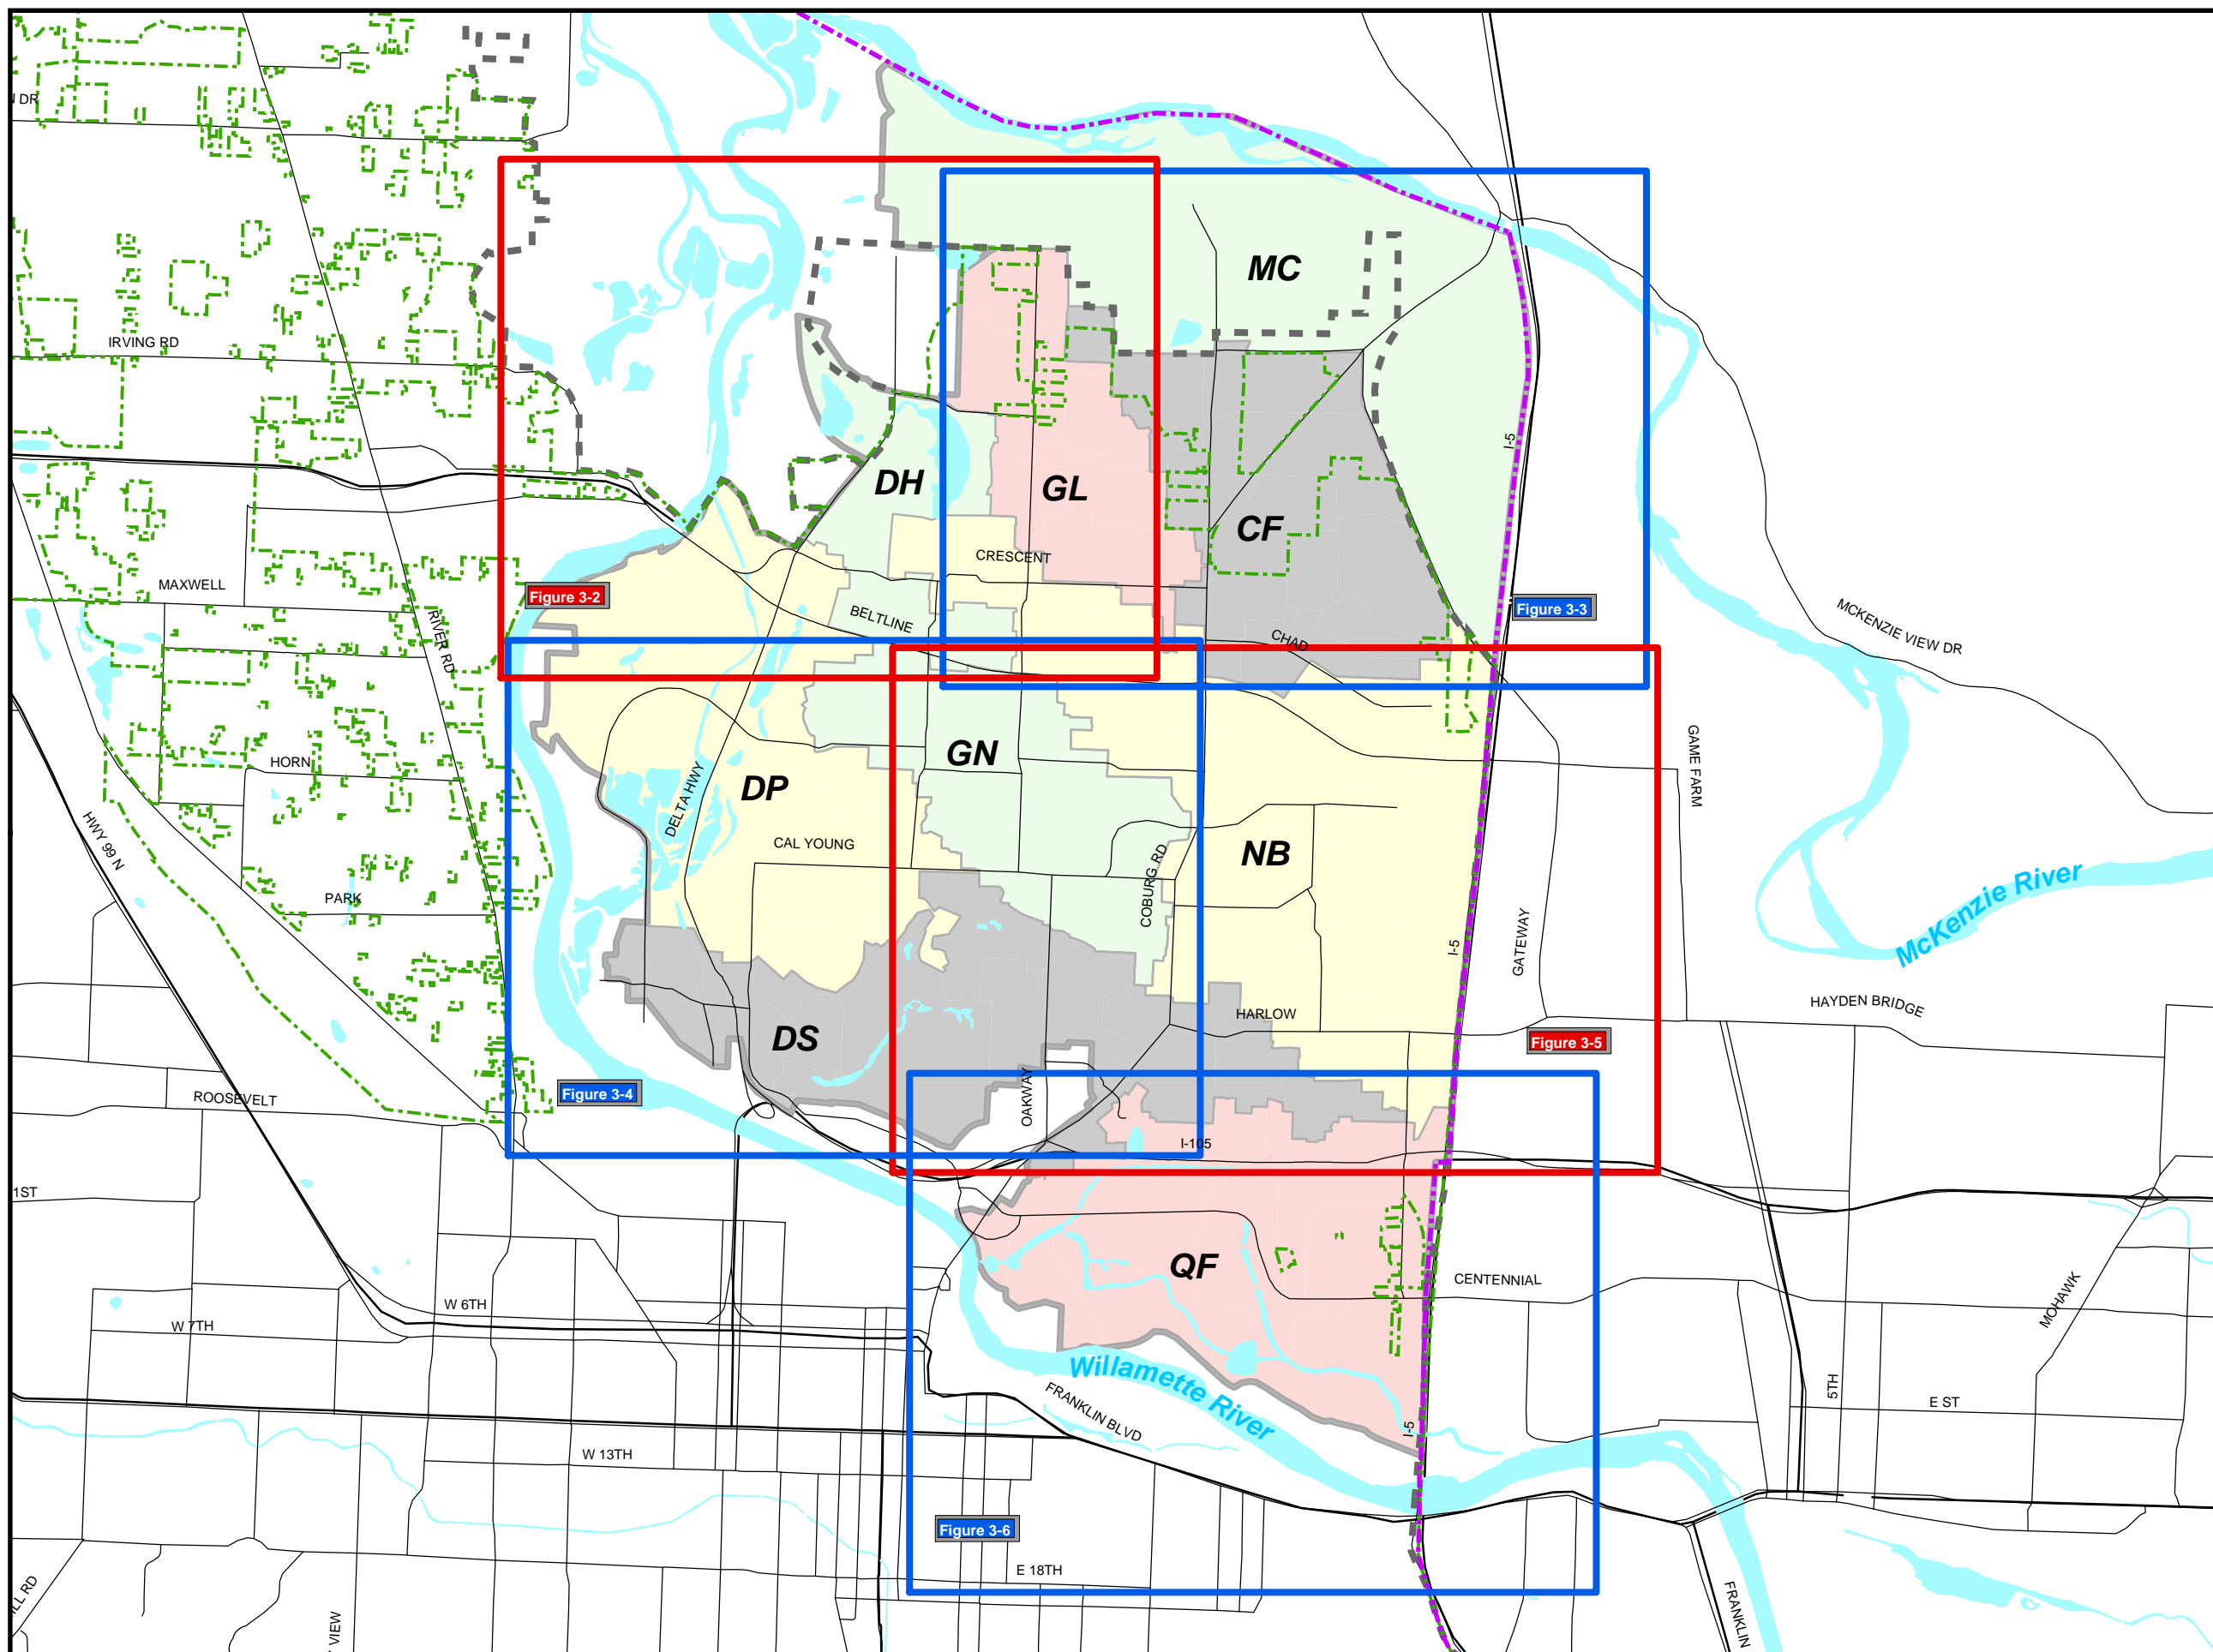 MC
IRVING RD
I-5
DH
GL
CF
CRESCENT
MAXWELL
Figure 3-2
Figure 3-3
BELTLINE
CHAD
RIVER RD
MCKENZIE VIEW DR
GN
GAME FARM
HORN
DP
DELTA HWY
HWY 99 N
CAL YOUNG
NB
COBURG RD
PARK
McKenzie River
I-5
GATEWAY
HAYDEN BRIDGE
HARLOW
DS
Figure 3-5
Figure 3-4
ROOSEVELT
OAKWAY
I-105
1ST
QF
CENTENNIAL
MOHAWK
W 6TH
W 7TH
Willamette River
FRANKLIN BLVD
I-5
5TH
E ST
W 13TH
Figure 3-6
E 18TH
FRANKLIN
VIEW